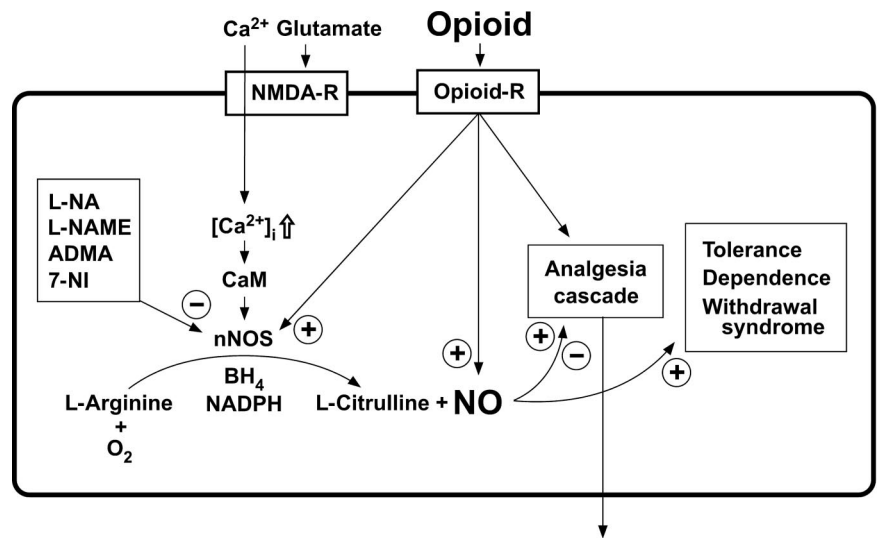 Ca²⁺ Glutamate
Opioid
NMDA-R
Opioid-R
L-NA
L-NAME
ADMA
7-NI
[Ca²⁺]ᵢ⇧
CaM
−
nNOS
+
Analgesia
cascade
Tolerance
Dependence
Withdrawal
syndrome
+
+
−
+
BH₄
NADPH
L-Arginine
+
O₂
L-Citrulline + NO